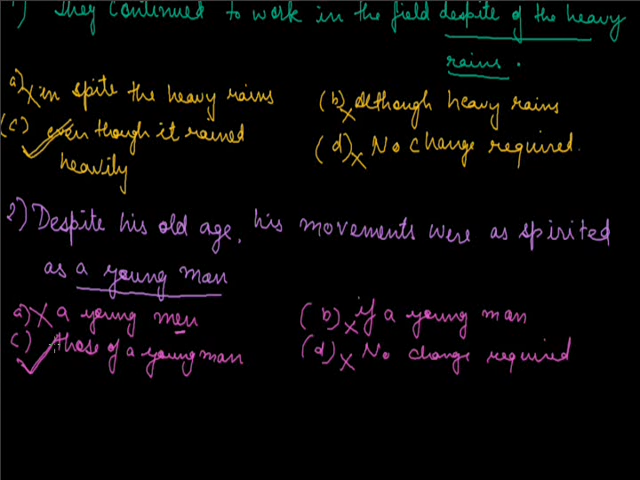 1) They continued to work in the field despite of the heavy
rains.
a) in spite the heavy rains
(b) although heavy rains
(c) even though it rained
heavily
(d) No change required.
2) Despite his old age, his movements were as spirited
as a young man
a) a young men
(b) if a young man
c) those of a young man
(d) No change required